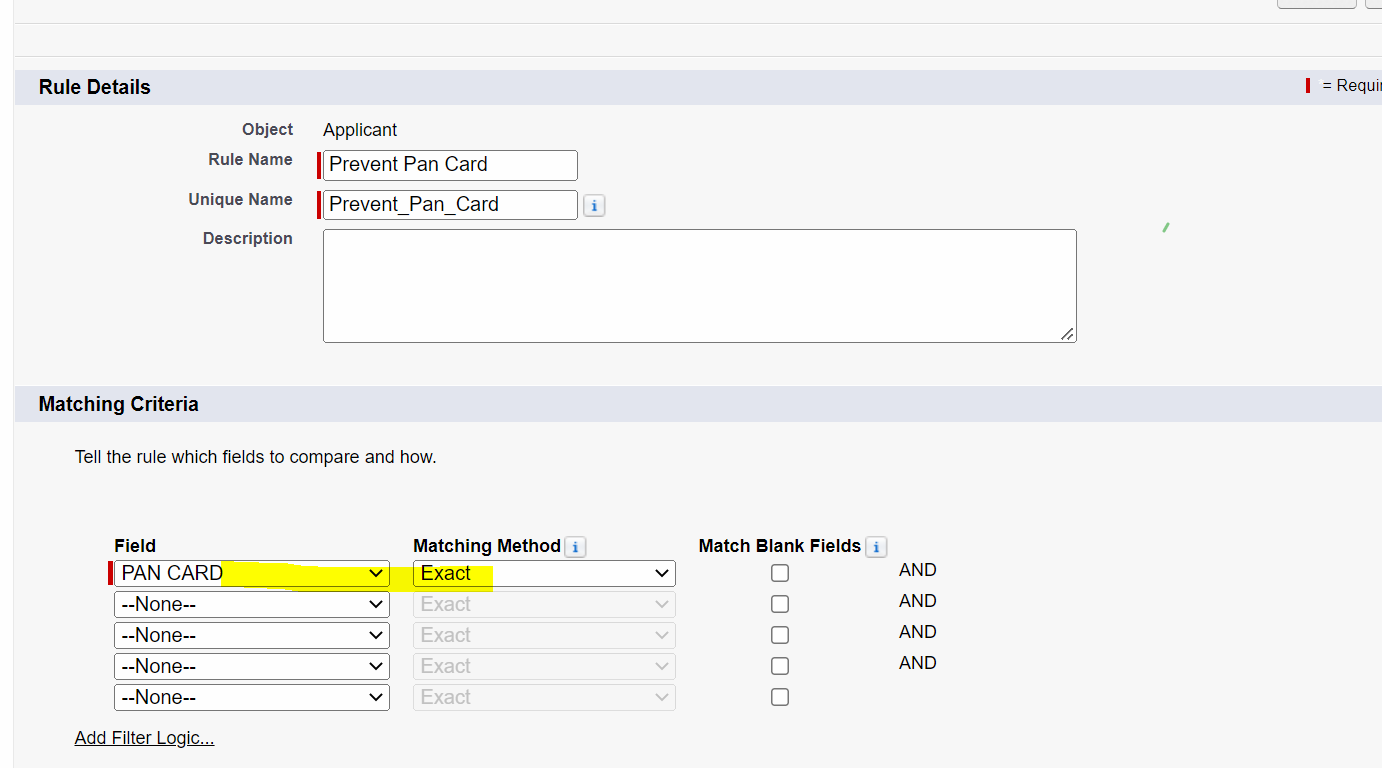 Rule Details
= Requir
Object Applicant
Rule Name Prevent Pan Card
Unique Name Prevent_Pan_Card
Description
Matching Criteria
Tell the rule which fields to compare and how.
Field Matching Method Match Blank Fields
PAN CARD Exact AND
--None-- Exact AND
--None-- Exact AND
--None-- Exact AND
--None-- Exact
Add Filter Logic...